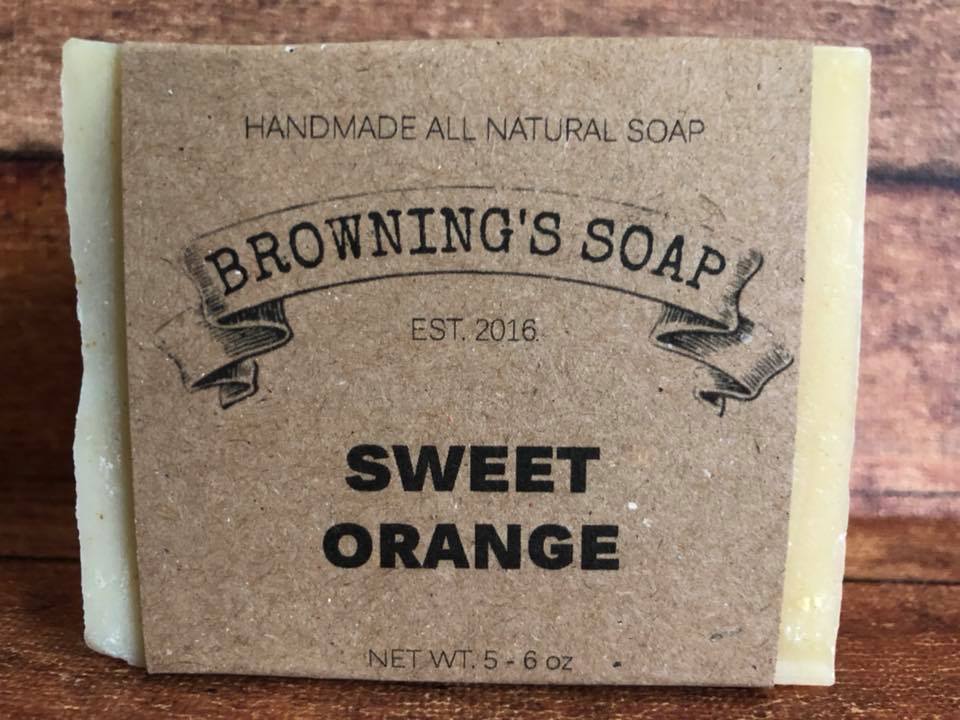 HANDMADE ALL NATURAL SOAP
BROWNING'S SOAP
EST. 2016
SWEET
ORANGE
NET WT. 5 - 6 oz